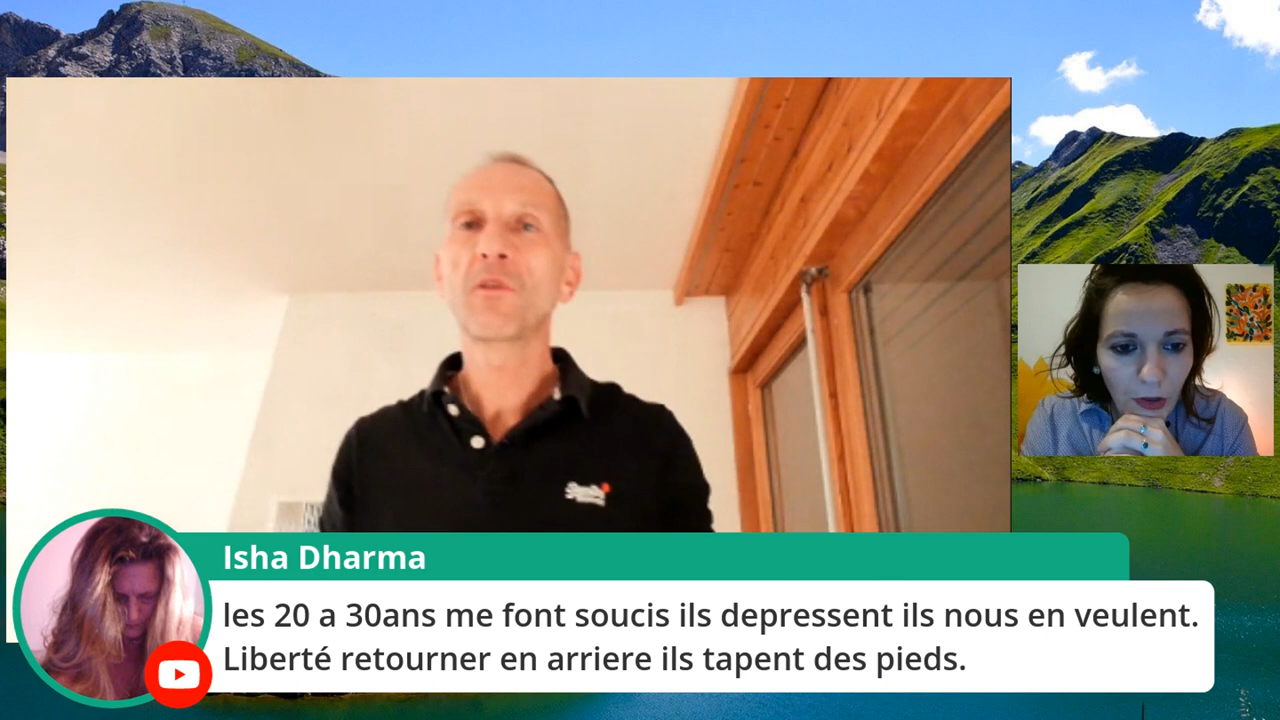 Isha Dharma
les 20 a 30ans me font soucis ils depressent ils nous en veulent.
Liberté retourner en arriere ils tapent des pieds.